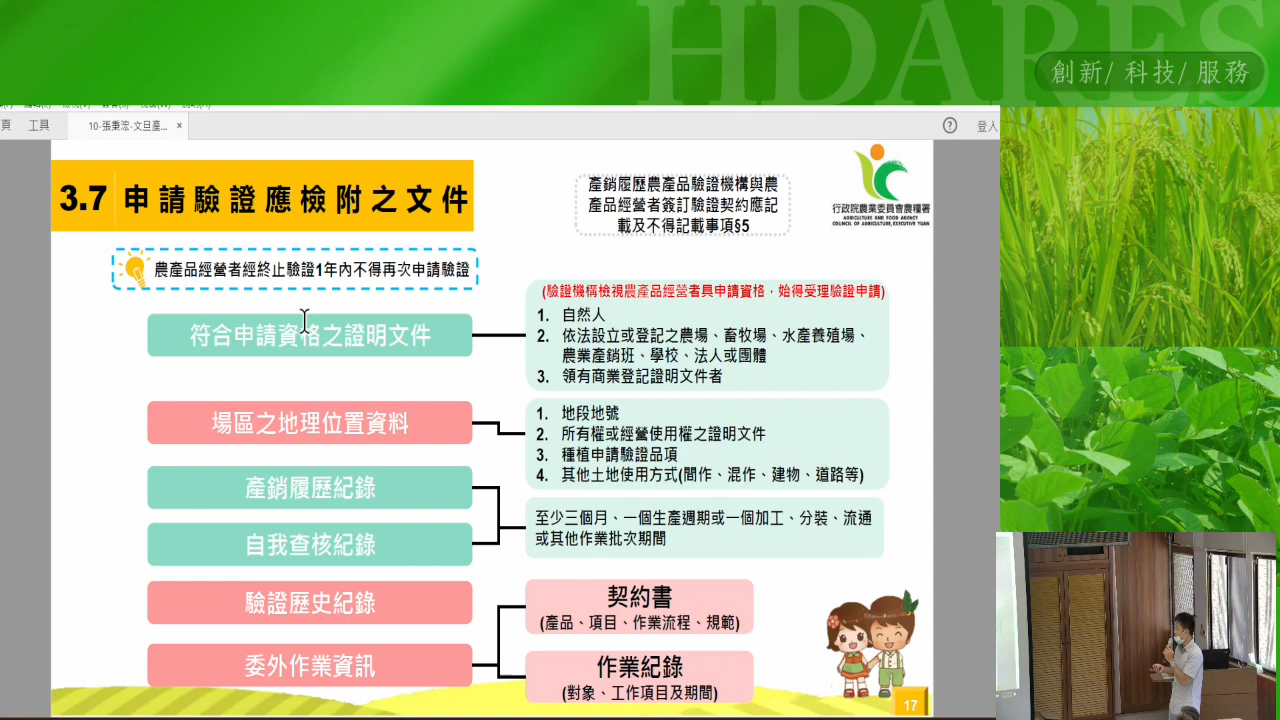 HDARES
創新/ 科技/ 服務
頁 工具 10-張秉浤-文旦產... × ? 登入
3.7 申請驗證應檢附之文件
產銷履歷農產品驗證機構與農
產品經營者簽訂驗證契約應記
載及不得記載事項§5
行政院農業委員會農糧署
AGRICULTURE AND FOOD AGENCY
COUNCIL OF AGRICULTURE, EXECUTIVE YUAN
農產品經營者經終止驗證1年內不得再次申請驗證
符合申請資格之證明文件
(驗證機構檢視農產品經營者具申請資格，始得受理驗證申請)
1. 自然人
2. 依法設立或登記之農場、畜牧場、水產養殖場、
農業產銷班、學校、法人或團體
3. 領有商業登記證明文件者
場區之地理位置資料
1. 地段地號
2. 所有權或經營使用權之證明文件
3. 種植申請驗證品項
4. 其他土地使用方式(間作、混作、建物、道路等)
產銷履歷紀錄
自我查核紀錄
至少三個月、一個生產週期或一個加工、分裝、流通
或其他作業批次期間
驗證歷史紀錄
委外作業資訊
契約書
(產品、項目、作業流程、規範)
作業紀錄
(對象、工作項目及期間)
17